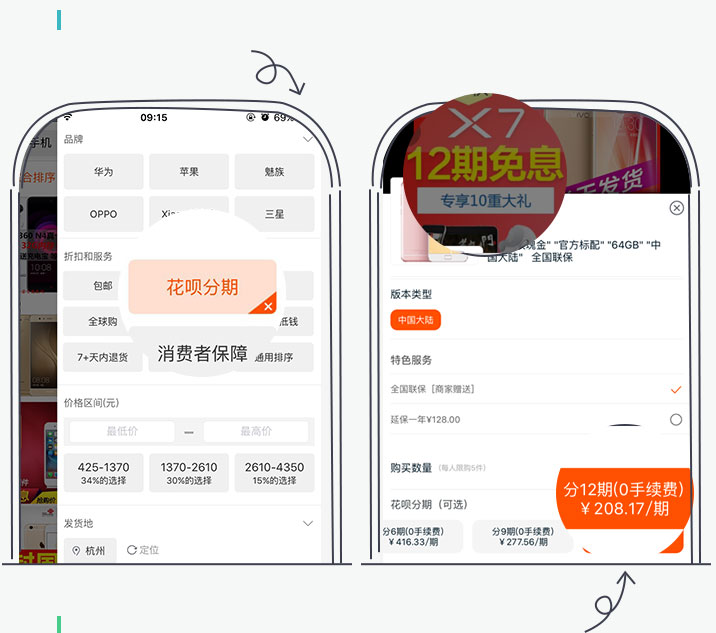 09:15
69%
手机
品牌
合排序
华为
苹果
魅族
OPPO
三星
360 N4
折扣和服务
包邮
花呗分期
全球购
低钱
7+天内退货
消费者保障
通用排序
价格区间(元)
最低价
最高价
425-1370
34%的选择
1370-2610
30%的选择
2610-4350
15%的选择
发货地
杭州
定位
X7
12期免息
专享10重大礼
天发货
现金" "官方标配" "64GB" "中
国大陆" 全国联保
版本类型
中国大陆
特色服务
全国联保［商家赠送］
延保一年¥128.00
购买数量 (每人限购5件)
花呗分期（可选）
分6期(0手续费)
¥ 416.33/期
分9期(0手续费)
¥ 277.56/期
分12期(0手续费)
¥ 208.17/期